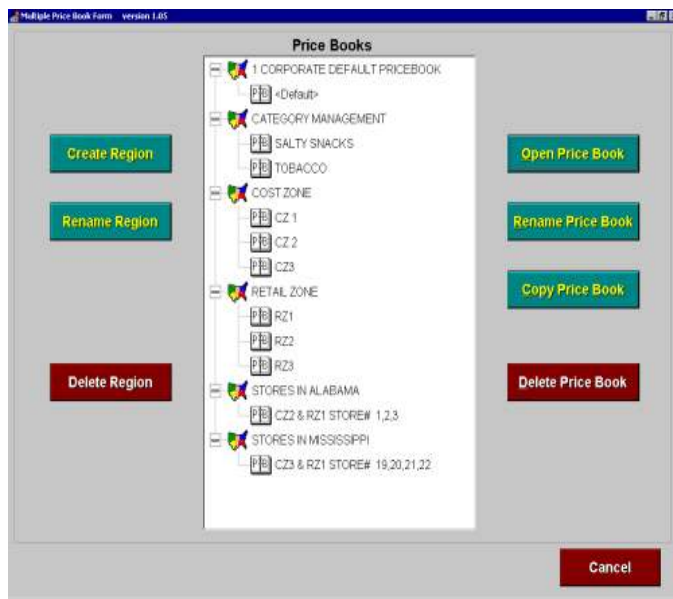 Multiple Price Book Form version 1.05
Price Books
1 CORPORATE DEFAULT PRICEBOOK
PB <Default>
CATEGORY MANAGEMENT
PB SALTY SNACKS
PB TOBACCO
COST ZONE
PB CZ 1
PB CZ 2
PB CZ3
RETAIL ZONE
PB RZ1
PB RZ2
PB RZ3
STORES IN ALABAMA
PB CZ2 & RZ1 STORE# 1,2,3
STORES IN MISSISSIPPI
PB CZ3 & RZ1 STORE# 19,20,21,22
Create Region
Rename Region
Delete Region
Open Price Book
Rename Price Book
Copy Price Book
Delete Price Book
Cancel